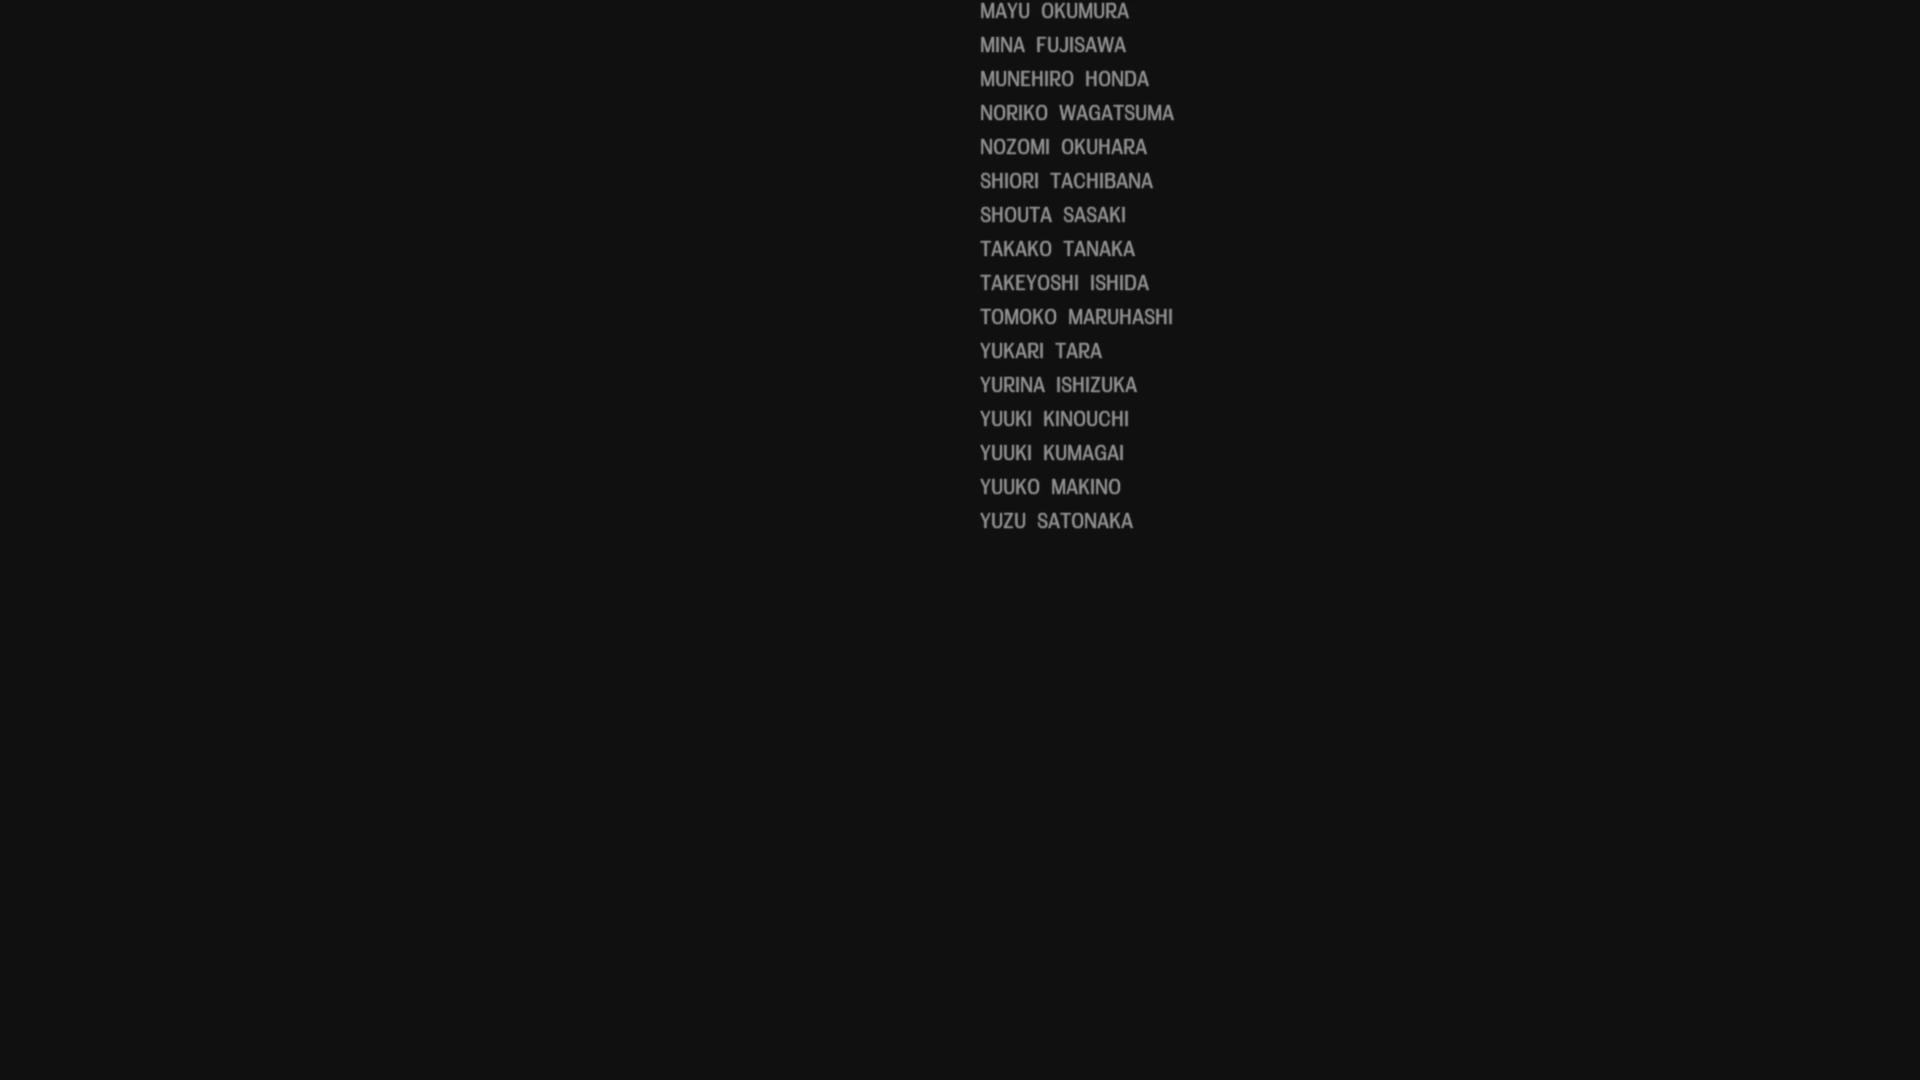 MAYU OKUMURA
MINA FUJISAWA
MUNEHIRO HONDA
NORIKO WAGATSUMA
NOZOMI OKUHARA
SHIORI TACHIBANA
SHOUTA SASAKI
TAKAKO TANAKA
TAKEYOSHI ISHIDA
TOMOKO MARUHASHI
YUKARI TARA
YURINA ISHIZUKA
YUUKI KINOUCHI
YUUKI KUMAGAI
YUUKO MAKINO
YUZU SATONAKA